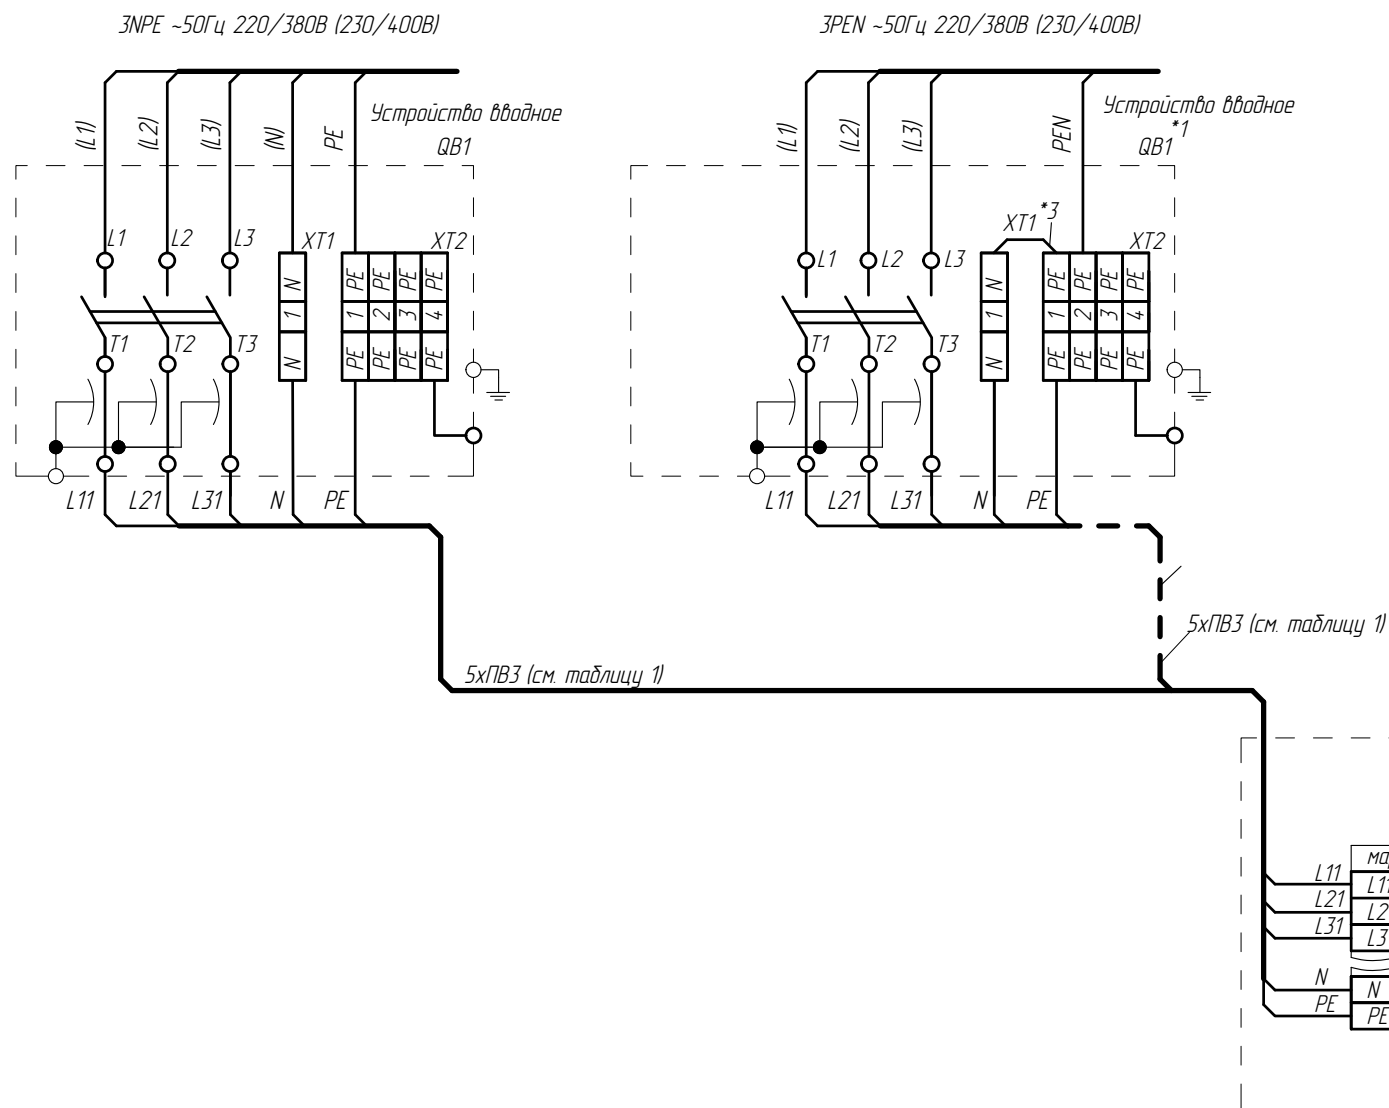 3NPE ~50Гц 220/380В (230/400В)
3PEN ~50Гц 220/380В (230/400В)
(L1)
(L2)
(L3)
(N)
PE
Устройство вводное
QB1
(L1)
(L2)
(L3)
PEN
Устройство вводное
QB1 *1
L1
L2
L3
XT1
XT2
N
1
N
PE PE PE PE
1 2 3 4
PE PE PE PE
T1
T2
T3
L1
L2
L3
XT1 *3
XT2
N
1
N
PE PE PE PE
1 2 3 4
PE PE PE PE
T1
T2
T3
L11 L21 L31 N PE
L11 L21 L31 N PE
5хПВ3 (см. таблицу 1)
5хПВ3 (см. таблицу 1)
L11
L21
L31
N N
PE PE